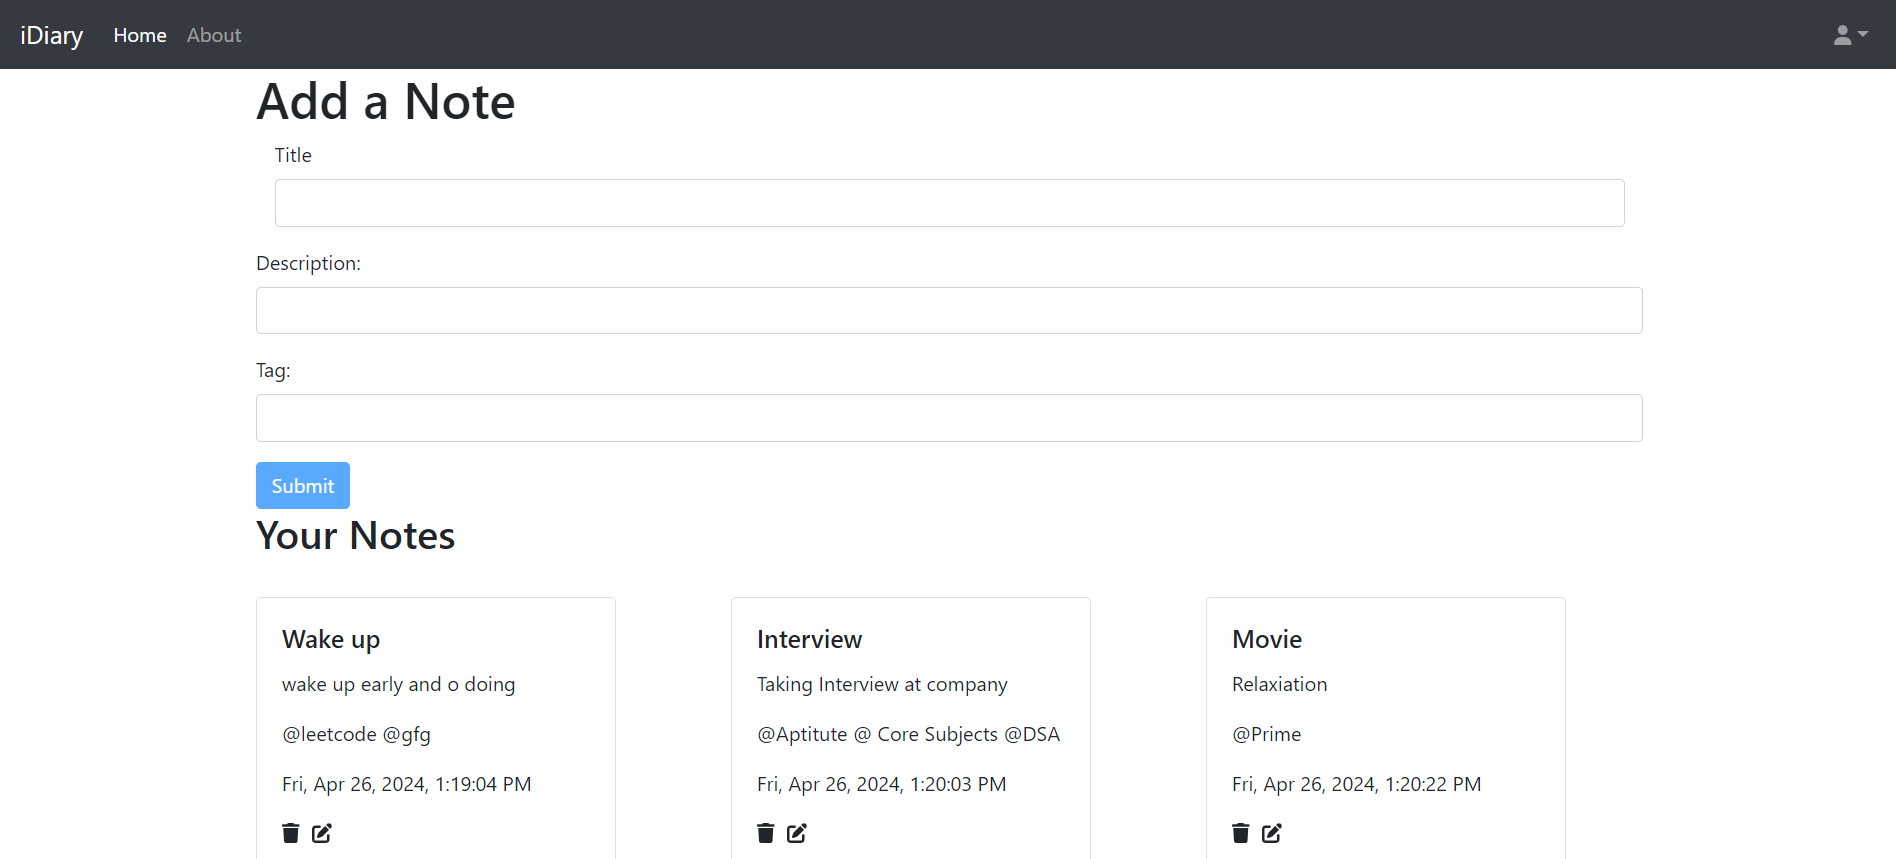 iDiary Home About
Add a Note
Title
Description:
Tag:
Submit
Your Notes
Wake up
wake up early and o doing
@leetcode @gfg
Fri, Apr 26, 2024, 1:19:04 PM
Interview
Taking Interview at company
@Aptitute @ Core Subjects @DSA
Fri, Apr 26, 2024, 1:20:03 PM
Movie
Relaxiation
@Prime
Fri, Apr 26, 2024, 1:20:22 PM